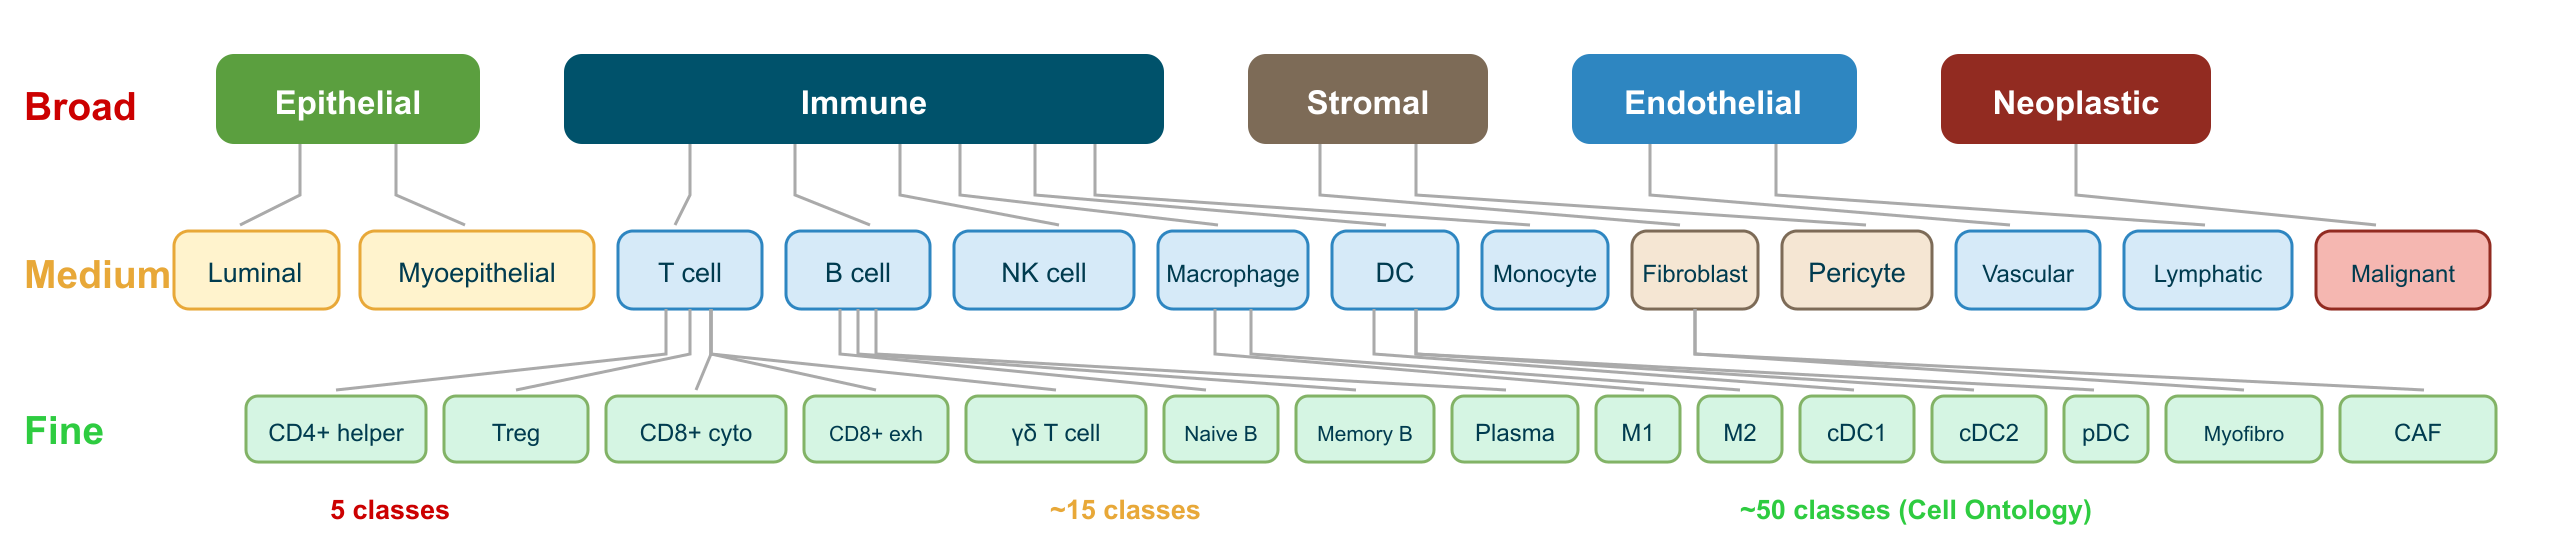 Broad
Epithelial
Immune
Stromal
Endothelial
Neoplastic
Medium
Luminal
Myoepithelial
T cell
B cell
NK cell
Macrophage
DC
Monocyte
Fibroblast
Pericyte
Vascular
Lymphatic
Malignant
Fine
CD4+ helper
Treg
CD8+ cyto
CD8+ exh
γδ T cell
Naive B
Memory B
Plasma
M1
M2
cDC1
cDC2
pDC
Myofibro
CAF
5 classes
~15 classes
~50 classes (Cell Ontology)